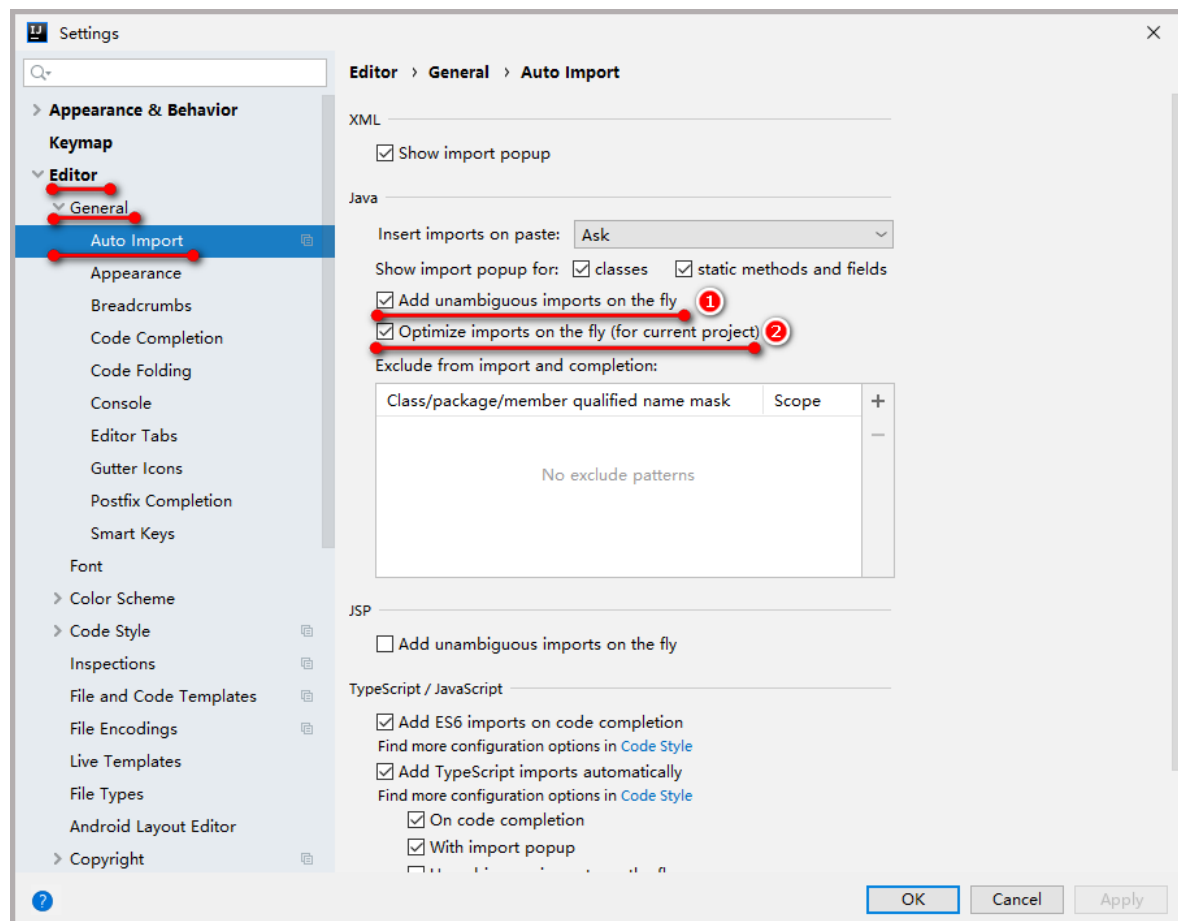 Settings
Appearance & Behavior
Keymap
Editor
General
Auto Import
Appearance
Breadcrumbs
Code Completion
Code Folding
Console
Editor Tabs
Gutter Icons
Postfix Completion
Smart Keys
Font
Color Scheme
Code Style
Inspections
File and Code Templates
File Encodings
Live Templates
File Types
Android Layout Editor
Copyright
Editor › General › Auto Import
XML
Show import popup
Java
Insert imports on paste: Ask
Show import popup for: classes static methods and fields
Add unambiguous imports on the fly 1
Optimize imports on the fly (for current project) 2
Exclude from import and completion:
Class/package/member qualified name mask Scope
No exclude patterns
JSP
Add unambiguous imports on the fly
TypeScript / JavaScript
Add ES6 imports on code completion
Find more configuration options in Code Style
Add TypeScript imports automatically
Find more configuration options in Code Style
On code completion
With import popup
? OK Cancel Apply